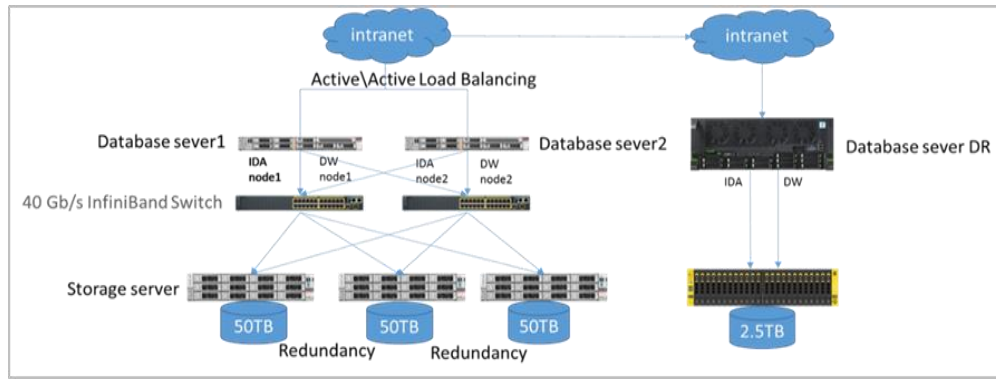 intranet
intranet
Active\Active Load Balancing
Database sever1
Database sever2
Database sever DR
IDA
node1
DW
node1
IDA
node2
DW
node2
IDA
DW
40 Gb/s InfiniBand Switch
Storage server
50TB
50TB
50TB
2.5TB
Redundancy
Redundancy